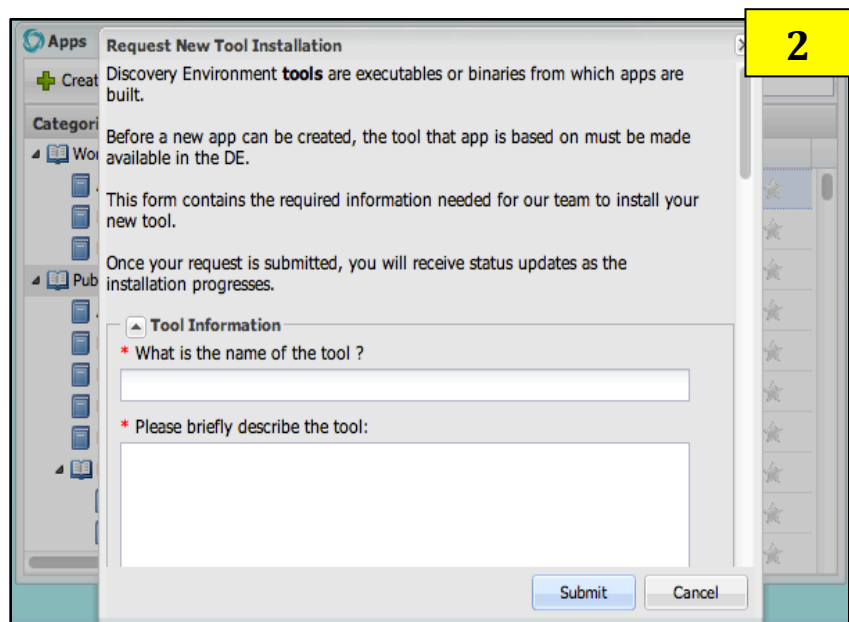 2
Apps
Request New Tool Installation
Creat
Discovery Environment tools are executables or binaries from which apps are
built.
Categori
Before a new app can be created, the tool that app is based on must be made
available in the DE.
Wor
This form contains the required information needed for our team to install your
new tool.
Once your request is submitted, you will receive status updates as the
Pub
installation progresses.
Tool Information
* What is the name of the tool ?
* Please briefly describe the tool:
Submit
Cancel